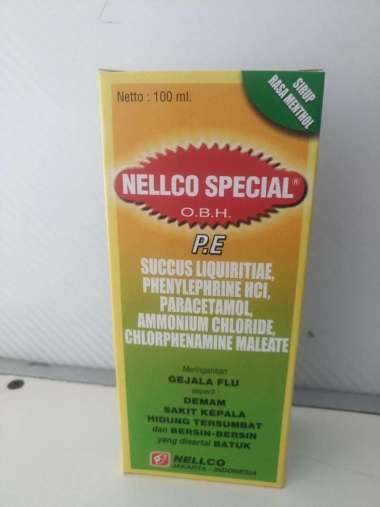 Netto : 100 ml.
SIRUP
RASA MENTHOL
NELLCO SPECIAL®
O.B.H.
P.E
SUCCUS LIQUIRITIAE,
PHENYLEPHRINE HCl,
PARACETAMOL,
AMMONIUM CHLORIDE,
CHLORPHENAMINE MALEATE
Meringankan
GEJALA FLU
seperti :
DEMAM
SAKIT KEPALA
HIDUNG TERSUMBAT
dan BERSIN-BERSIN
yang disertai BATUK
NELLCO
JAKARTA - INDONESIA